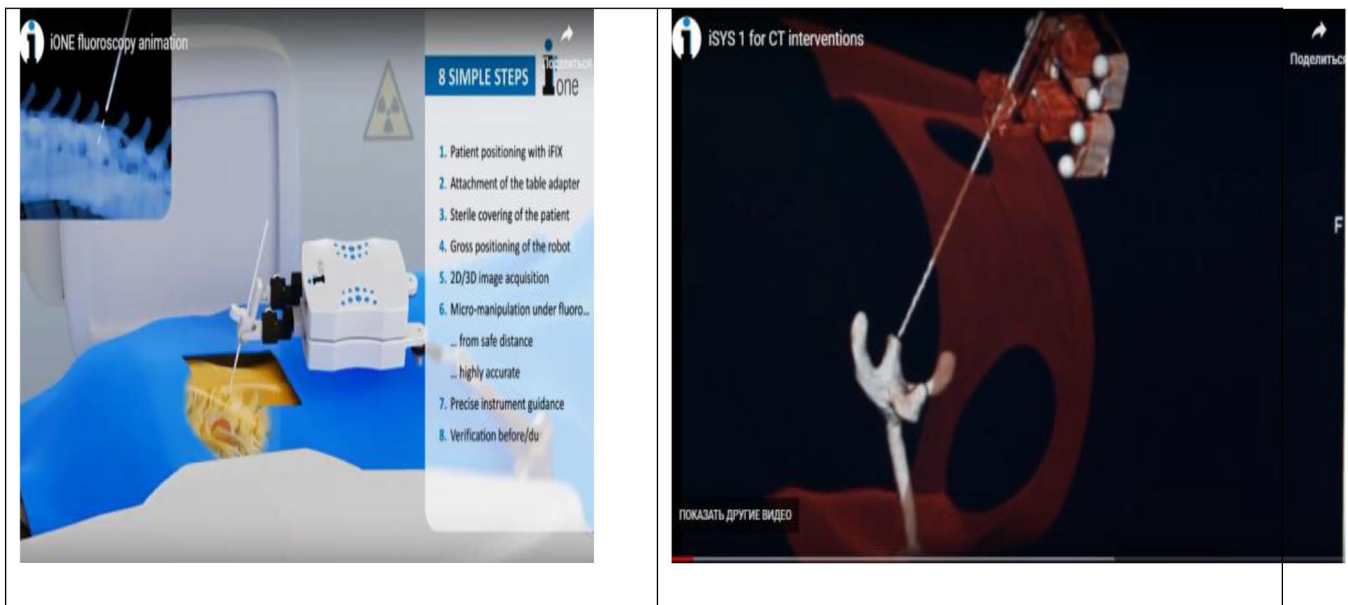 iONE fluoroscopy animation
Поделиться
8 SIMPLE STEPS
ione
1. Patient positioning with iFIX
2. Attachment of the table adapter
3. Sterile covering of the patient
4. Gross positioning of the robot
5. 2D/3D image acquisition
6. Micro-manipulation under fluoro...
... from safe distance
... highly accurate
7. Precise instrument guidance
8. Verification before/du
iSYS 1 for CT interventions
Поделиться
F
ПОКАЗАТЬ ДРУГИЕ ВИДЕО